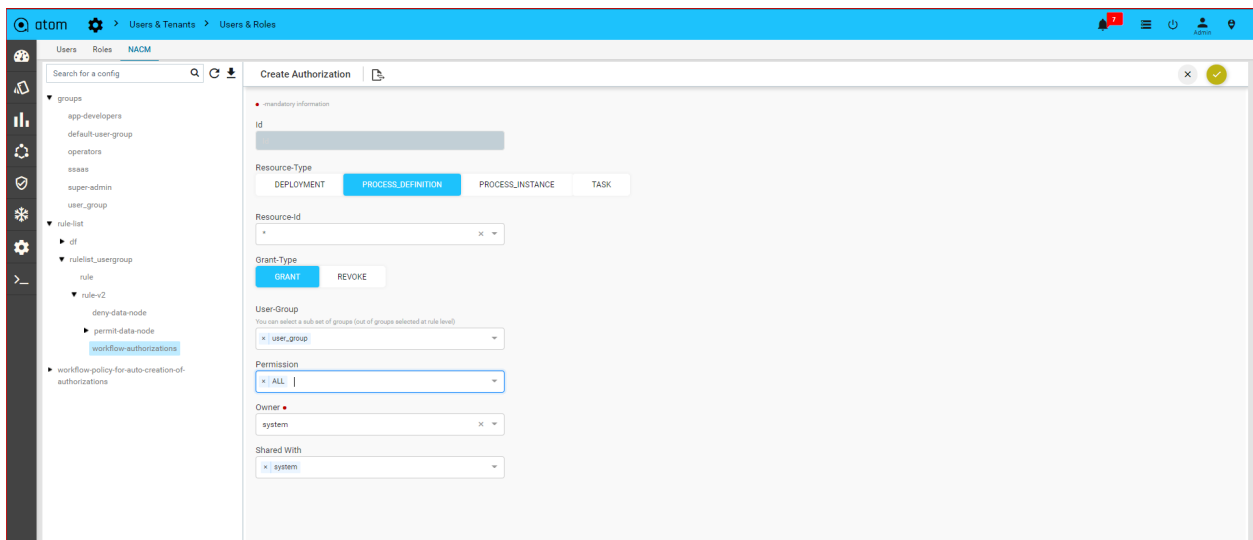 atom > Users & Tenants > Users & Roles
7
Admin
Users Roles NACM
Search for a config
Create Authorization
groups
app-developers
default-user-group
operators
ssaas
super-admin
user_group
rule-list
df
rulelist_usergroup
rule
rule-v2
deny-data-node
permit-data-node
workflow-authorizations
workflow-policy-for-auto-creation-of-
authorizations
-mandatory information
Id
Resource-Type
DEPLOYMENT PROCESS_DEFINITION PROCESS_INSTANCE TASK
Resource-Id
*
Grant-Type
GRANT REVOKE
User-Group
You can select a sub set of groups (out of groups selected at rule level)
× user_group
Permission
× ALL
Owner
system
Shared With
× system